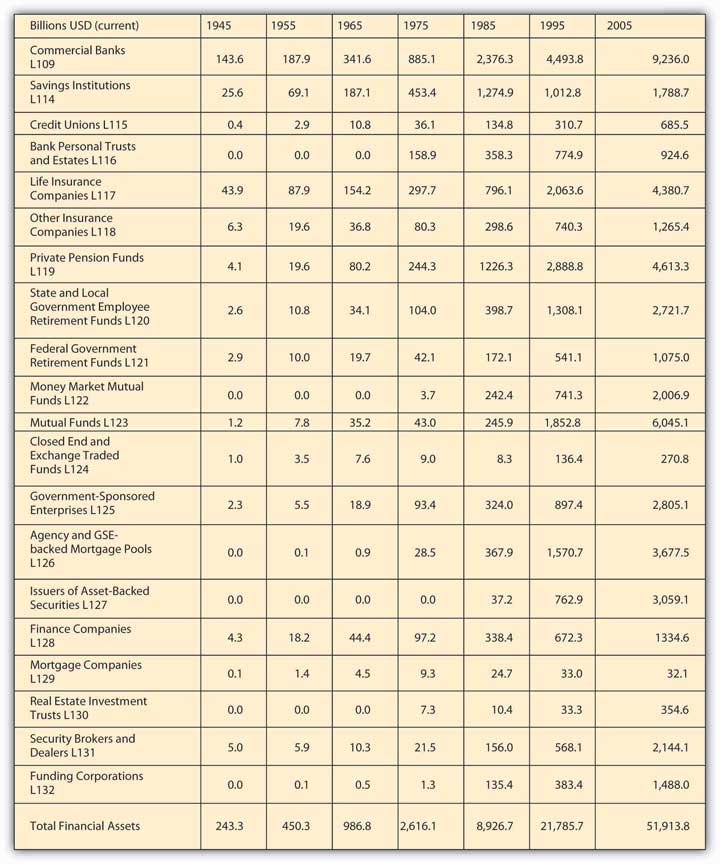 Billions USD (current) 1945 1955 1965 1975 1985 1995 2005
Commercial Banks
L109 143.6 187.9 341.6 885.1 2,376.3 4,493.8 9,236.0
Savings Institutions
L114 25.6 69.1 187.1 453.4 1,274.9 1,012.8 1,788.7
Credit Unions L115 0.4 2.9 10.8 36.1 134.8 310.7 685.5
Bank Personal Trusts
and Estates L116 0.0 0.0 0.0 158.9 358.3 774.9 924.6
Life Insurance
Companies L117 43.9 87.9 154.2 297.7 796.1 2,063.6 4,380.7
Other Insurance
Companies L118 6.3 19.6 36.8 80.3 298.6 740.3 1,265.4
Private Pension Funds
L119 4.1 19.6 80.2 244.3 1226.3 2,888.8 4,613.3
State and Local
Government Employee
Retirement Funds L120 2.6 10.8 34.1 104.0 398.7 1,308.1 2,721.7
Federal Government
Retirement Funds L121 2.9 10.0 19.7 42.1 172.1 541.1 1,075.0
Money Market Mutual
Funds L122 0.0 0.0 0.0 3.7 242.4 741.3 2,006.9
Mutual Funds L123 1.2 7.8 35.2 43.0 245.9 1,852.8 6,045.1
Closed End and
Exchange Traded
Funds L124 1.0 3.5 7.6 9.0 8.3 136.4 270.8
Government-Sponsored
Enterprises L125 2.3 5.5 18.9 93.4 324.0 897.4 2,805.1
Agency and GSE-
backed Mortgage Pools
L126 0.0 0.1 0.9 28.5 367.9 1,570.7 3,677.5
Issuers of Asset-Backed
Securities L127 0.0 0.0 0.0 0.0 37.2 762.9 3,059.1
Finance Companies
L128 4.3 18.2 44.4 97.2 338.4 672.3 1334.6
Mortgage Companies
L129 0.1 1.4 4.5 9.3 24.7 33.0 32.1
Real Estate Investment
Trusts L130 0.0 0.0 0.0 7.3 10.4 33.3 354.6
Security Brokers and
Dealers L131 5.0 5.9 10.3 21.5 156.0 568.1 2,144.1
Funding Corporations
L132 0.0 0.1 0.5 1.3 135.4 383.4 1,488.0
Total Financial Assets 243.3 450.3 986.8 2,616.1 8,926.7 21,785.7 51,913.8